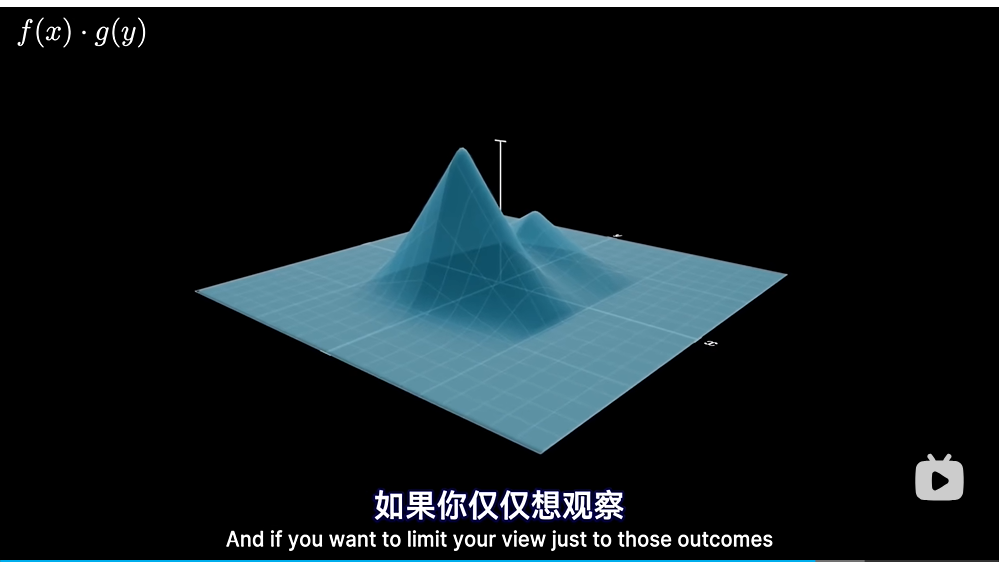 f(x) · g(y)
x
如果你仅仅想观察
And if you want to limit your view just to those outcomes